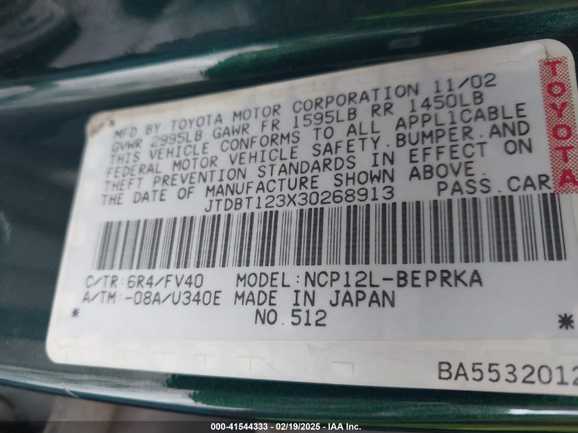 MFD BY TOYOTA MOTOR CORPORATION 11/02
GVWR 2995LB GAWR FR 1595LB RR 1450LB
THIS VEHICLE CONFORMS TO ALL APPLICABLE
FEDERAL MOTOR VEHICLE SAFETY,BUMPER,AND
THEFT PREVENTION STANDARDS IN EFFECT ON
THE DATE OF MANUFACTURE SHOWN ABOVE.
JTDBT123X30268913 PASS.CAR
TOYOTA
C/TR:6R4/FV40 MODEL:NCP12L-BEPRKA
A/TM:-08A/U340E MADE IN JAPAN
* NO.512 *
BA5532012
000-41544333 - 02/19/2025 - IAA Inc.